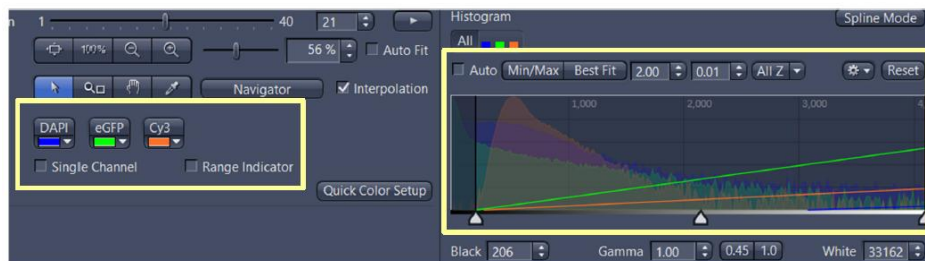 n 1 40 21
100% 56 % Auto Fit
Navigator Interpolation
DAPI eGFP Cy3
Single Channel Range Indicator
Quick Color Setup
Histogram Spline Mode
All
Auto Min/Max Best Fit 2.00 0.01 All Z Reset
1,000 2,000 3,000 4,
Black 206 Gamma 1.00 0.45 1.0 White 33162